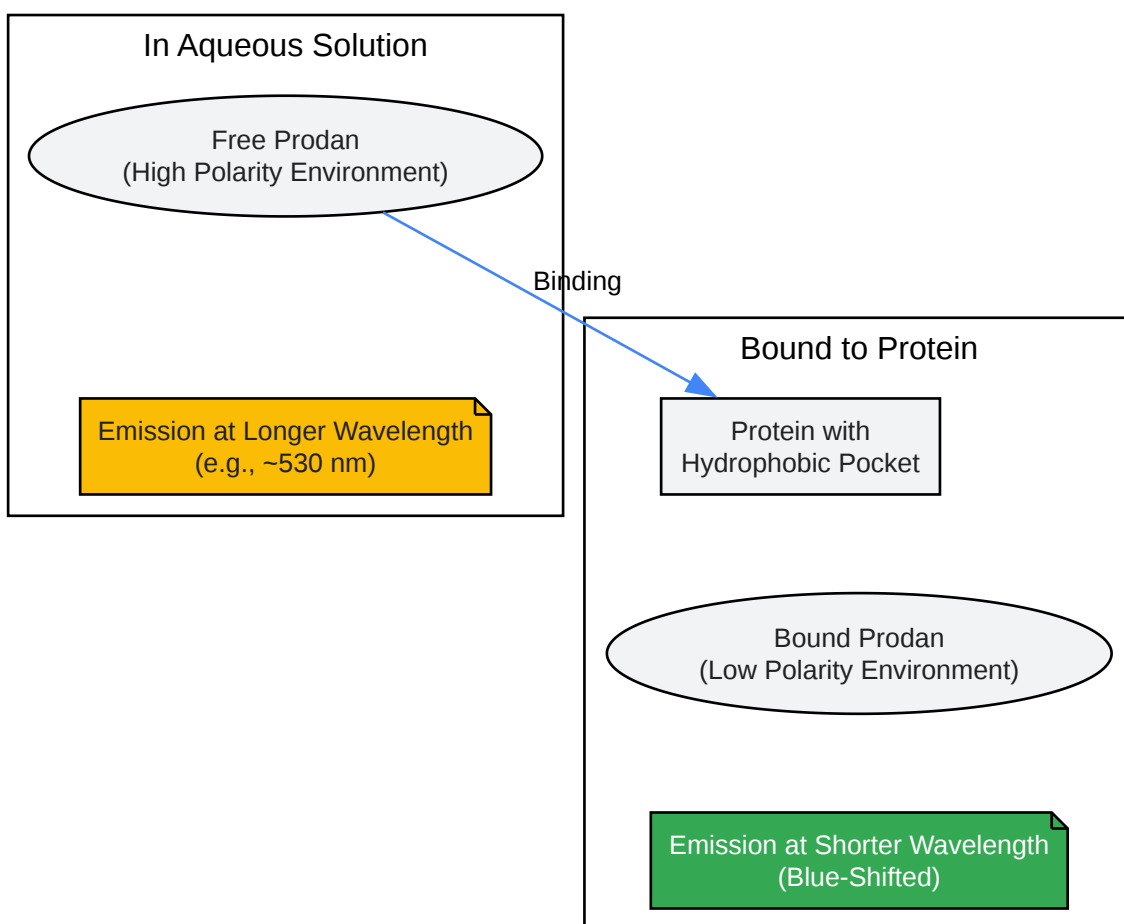 In Aqueous Solution
Free Prodan
(High Polarity Environment)
Binding
Emission at Longer Wavelength
(e.g., ~530 nm)
Bound to Protein
Protein with
Hydrophobic Pocket
Bound Prodan
(Low Polarity Environment)
Emission at Shorter Wavelength
(Blue-Shifted)